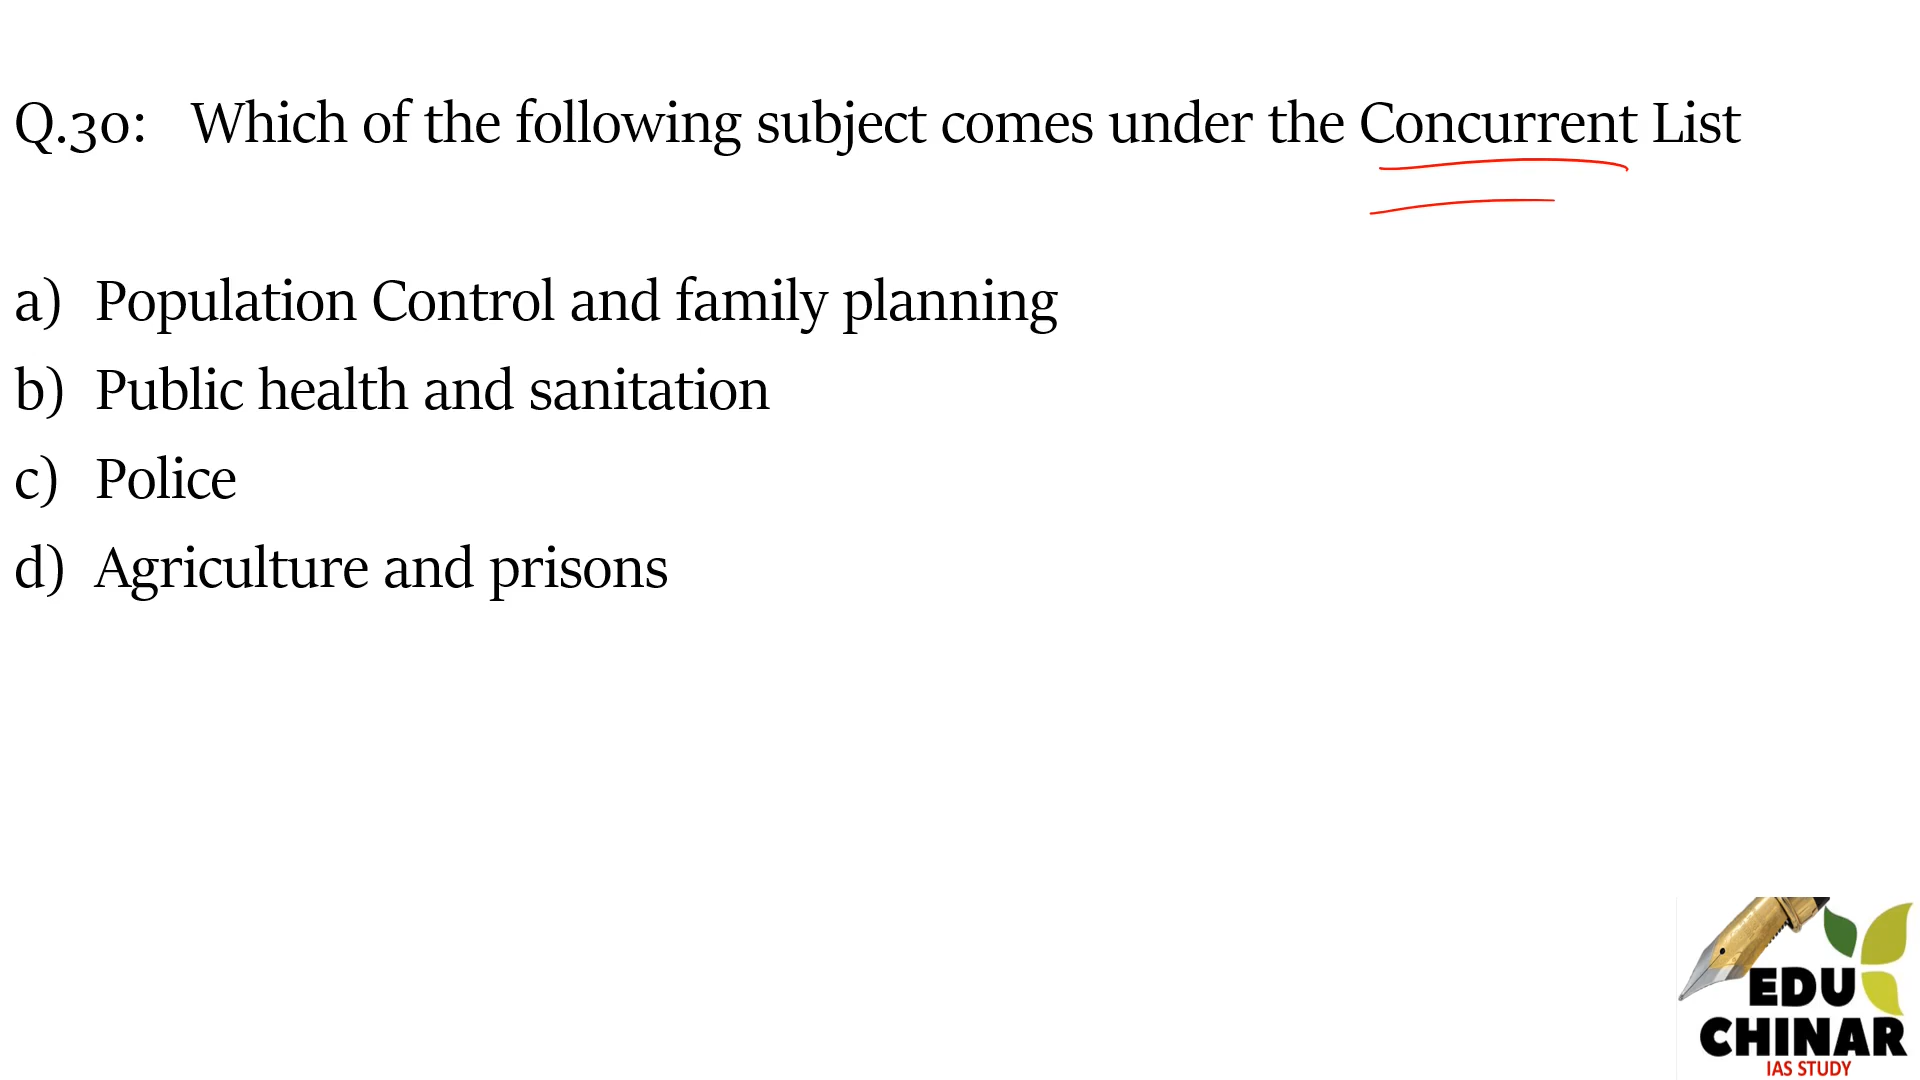 Q.30: Which of the following subject comes under the Concurrent List
a) Population Control and family planning
b) Public health and sanitation
c) Police
d) Agriculture and prisons
EDU
CHINAR
IAS STUDY